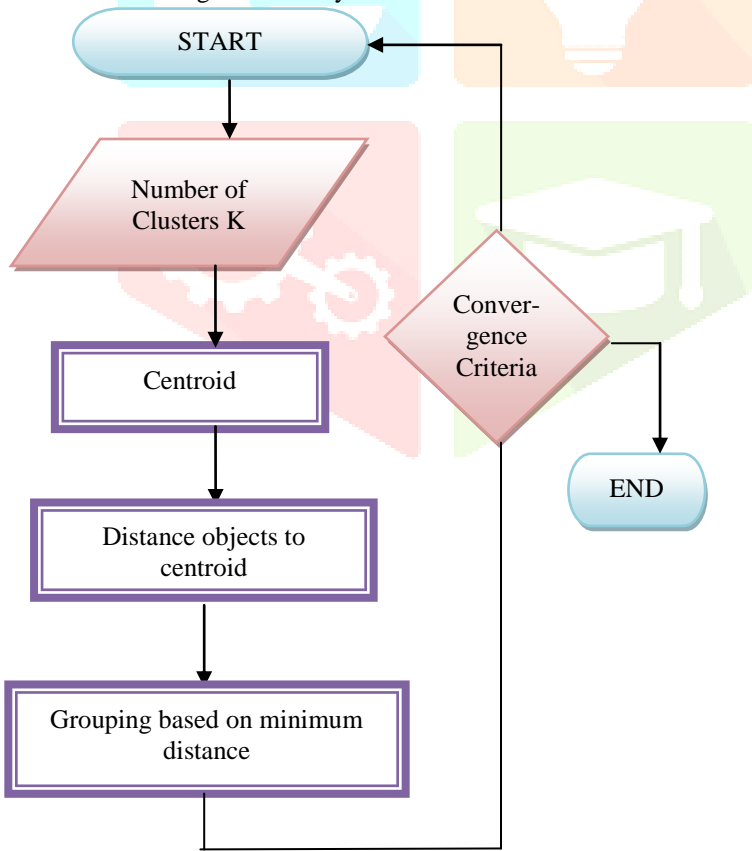 START
Number of
Clusters K
Centroid
Distance objects to
centroid
Grouping based on minimum
distance
Conver-
gence
Criteria
END